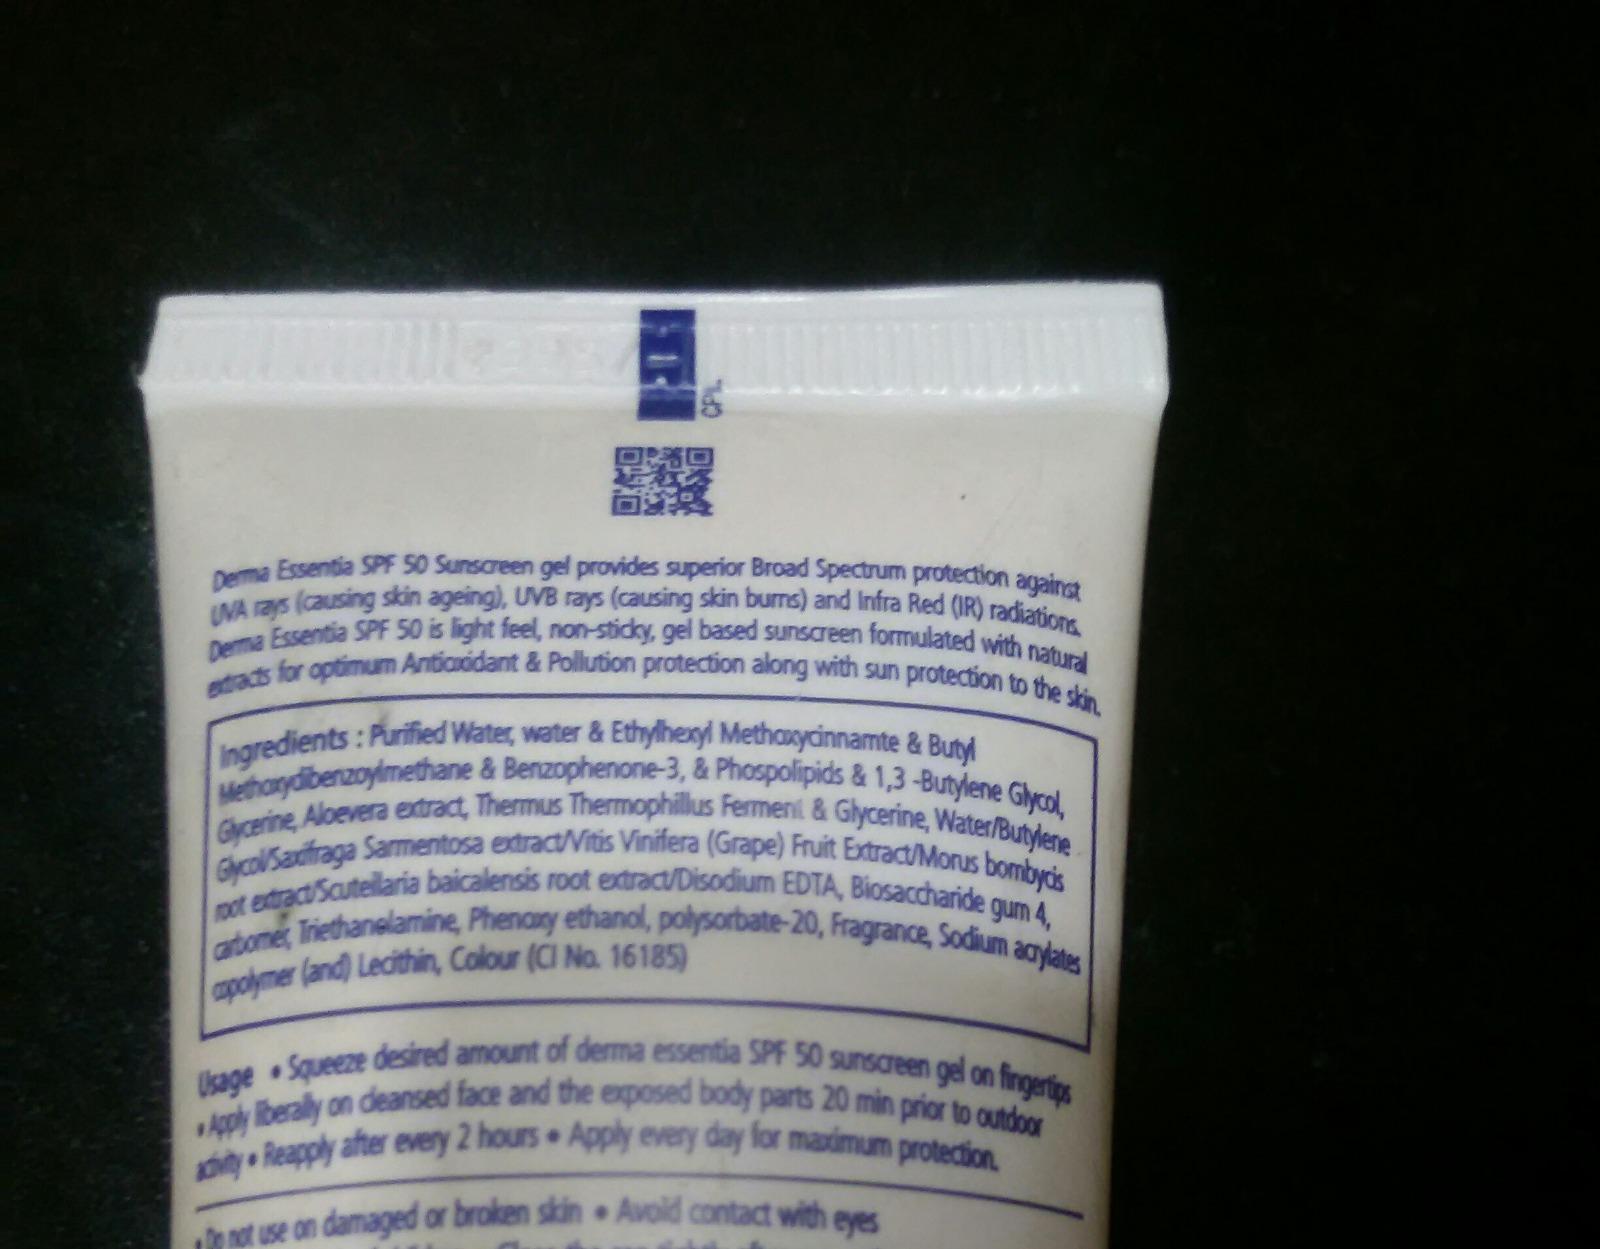 CPIL
Derma Essentia SPF 50 Sunscreen gel provides superior Broad Spectrum protection against
UVA rays (causing skin ageing), UVB rays (causing skin burns) and Infra Red (IR) radiations.
Derma Essentia SPF 50 is light feel, non-sticky, gel based sunscreen formulated with natural
extracts for optimum Antioxidant & Pollution protection along with sun protection to the skin.
Ingredients : Purified Water, water & Ethylhexyl Methoxycinnamte & Butyl
Methoxydibenzoylmethane & Benzophenone-3, & Phospolipids & 1,3 -Butylene Glycol,
Glycerine, Aloevera extract, Thermus Thermophillus Ferment & Glycerine, Water/Butylene
Glycol/Saxifraga Sarmentosa extract/Vitis Vinifera (Grape) Fruit Extract/Morus bombycis
root extract/Scutellaria baicalensis root extract/Disodium EDTA, Biosaccharide gum 4,
carbomer, Triethanolamine, Phenoxy ethanol, polysorbate-20, Fragrance, Sodium acrylates
copolymer (and) Lecithin, Colour (CI No. 16185)
Usage • Squeeze desired amount of derma essentia SPF 50 sunscreen gel on fingertips
• Apply liberally on cleansed face and the exposed body parts 20 min prior to outdoor
activity • Reapply after every 2 hours • Apply every day for maximum protection.
• Do not use on damaged or broken skin • Avoid contact with eyes